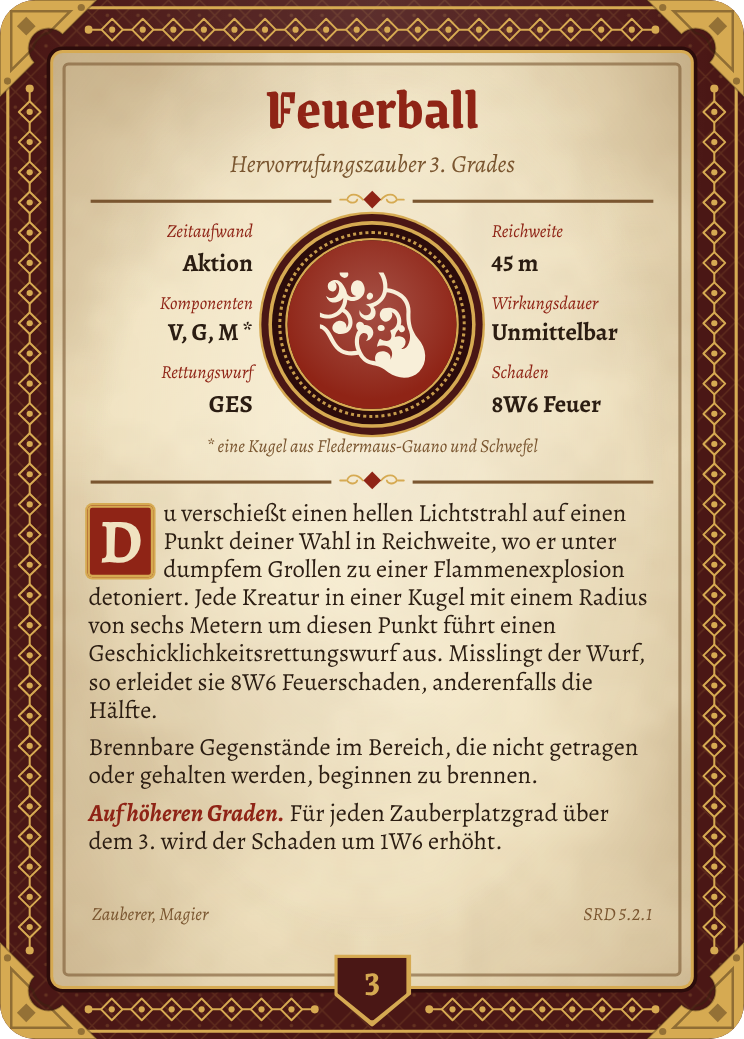 Feuerball
Hervorrufungszauber 3. Grades
Zeitaufwand
Aktion
Reichweite
45 m
Komponenten
V, G, M *
Wirkungsdauer
Unmittelbar
Rettungswurf
GES
Schaden
8W6 Feuer
* eine Kugel aus Fledermaus-Guano und Schwefel
Du verschießt einen hellen Lichtstrahl auf einen
Punkt deiner Wahl in Reichweite, wo er unter
dumpfem Grollen zu einer Flammenexplosion
detoniert. Jede Kreatur in einer Kugel mit einem Radius
von sechs Metern um diesen Punkt führt einen
Geschicklichkeitsrettungswurf aus. Misslingt der Wurf,
so erleidet sie 8W6 Feuerschaden, anderenfalls die
Hälfte.
Brennbare Gegenstände im Bereich, die nicht getragen
oder gehalten werden, beginnen zu brennen.
Auf höheren Graden. Für jeden Zauberplatzgrad über
dem 3. wird der Schaden um 1W6 erhöht.
Zauberer, Magier
SRD 5.2.1
3